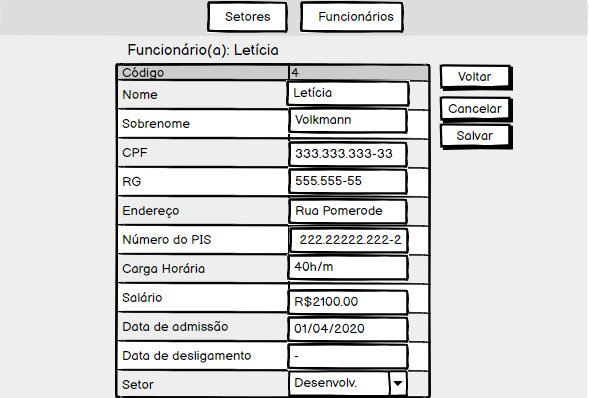 Setores Funcionários
Funcionário(a): Letícia
Código 4
Nome Letícia
Sobrenome Volkmann
CPF 333.333.333-33
RG 555.555-55
Endereço Rua Pomerode
Número do PIS 222.22222.222-2
Carga Horária 40h/m
Salário R$2100.00
Data de admissão 01/04/2020
Data de desligamento -
Setor Desenvolv.
Voltar
Cancelar
Salvar